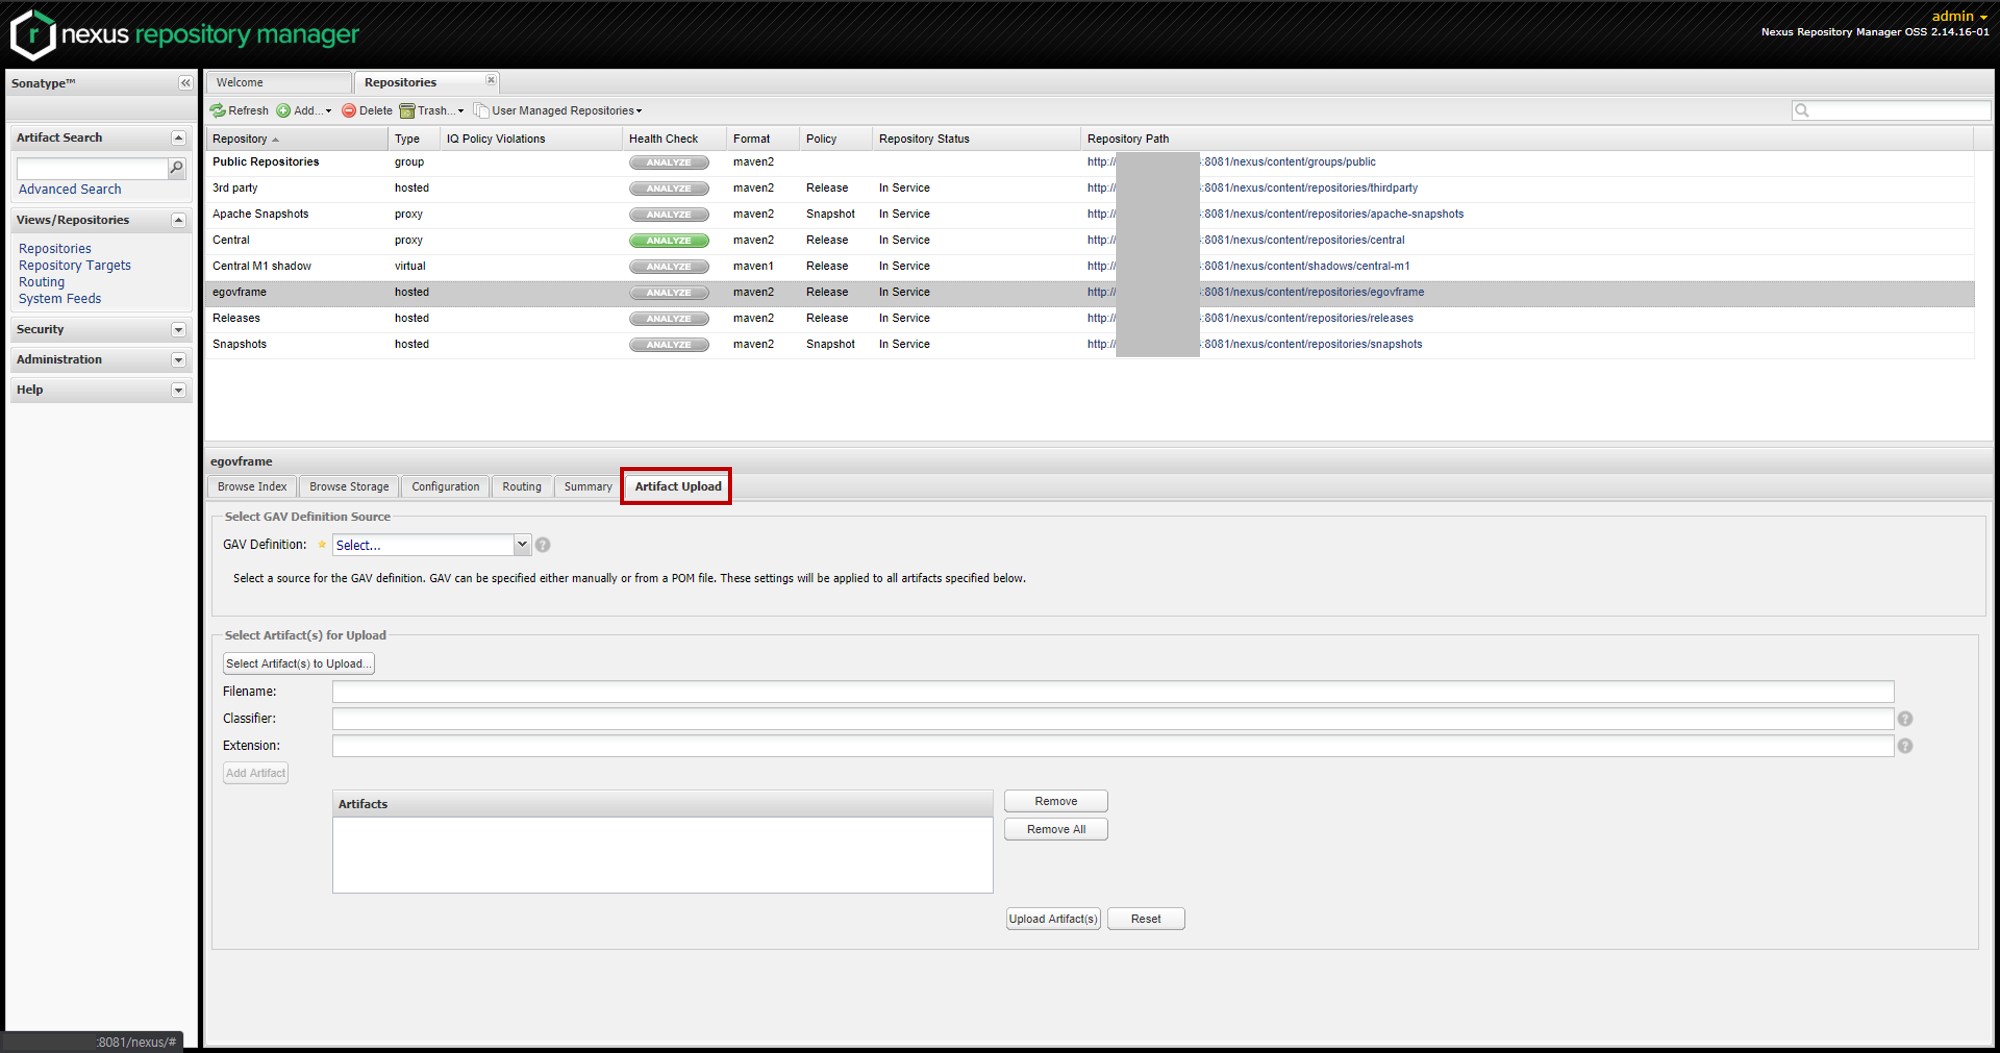 nexus repository manager
admin
Nexus Repository Manager OSS 2.14.16-01
Sonatype™
Welcome
Repositories
Refresh Add... Delete Trash... User Managed Repositories
Artifact Search
Advanced Search
Views/Repositories
Repositories
Repository Targets
Routing
System Feeds
Security
Administration
Help
Repository Type IQ Policy Violations Health Check Format Policy Repository Status Repository Path
Public Repositories group ANALYZE maven2 http:// :8081/nexus/content/groups/public
3rd party hosted ANALYZE maven2 Release In Service http:// :8081/nexus/content/repositories/thirdparty
Apache Snapshots proxy ANALYZE maven2 Snapshot In Service http:// :8081/nexus/content/repositories/apache-snapshots
Central proxy ANALYZE maven2 Release In Service http:// :8081/nexus/content/repositories/central
Central M1 shadow virtual ANALYZE maven1 Release In Service http:// :8081/nexus/content/shadows/central-m1
egovframe hosted ANALYZE maven2 Release In Service http:// :8081/nexus/content/repositories/egovframe
Releases hosted ANALYZE maven2 Release In Service http:// :8081/nexus/content/repositories/releases
Snapshots hosted ANALYZE maven2 Snapshot In Service http:// :8081/nexus/content/repositories/snapshots
egovframe
Browse Index Browse Storage Configuration Routing Summary Artifact Upload
Select GAV Definition Source
GAV Definition: Select...
Select a source for the GAV definition. GAV can be specified either manually or from a POM file. These settings will be applied to all artifacts specified below.
Select Artifact(s) for Upload
Select Artifact(s) to Upload...
Filename:
Classifier:
Extension:
Add Artifact
Artifacts
Remove
Remove All
Upload Artifact(s) Reset
:8081/nexus/#